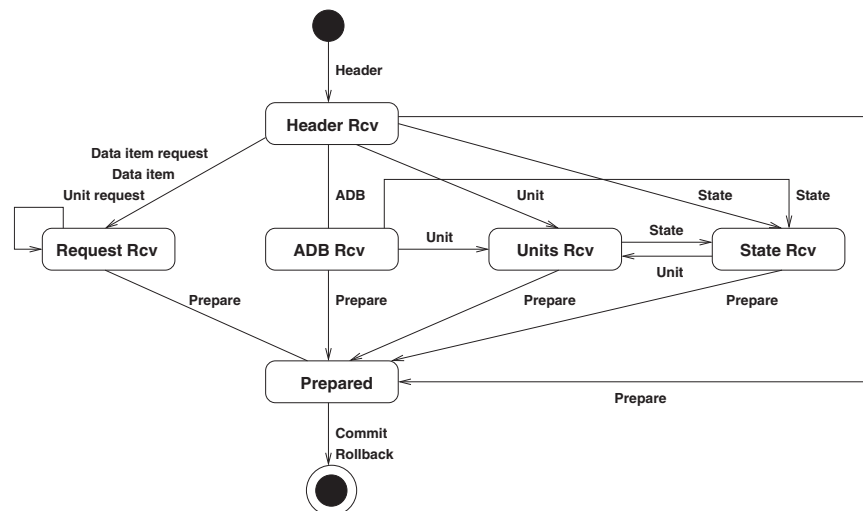 Header
Header Rcv
Data item request
Data item
Unit request
ADB
Unit
State
State
Request Rcv
ADB Rcv
Unit
Units Rcv
State
Unit
State Rcv
Prepare
Prepare
Prepare
Prepare
Prepared
Prepare
Commit
Rollback